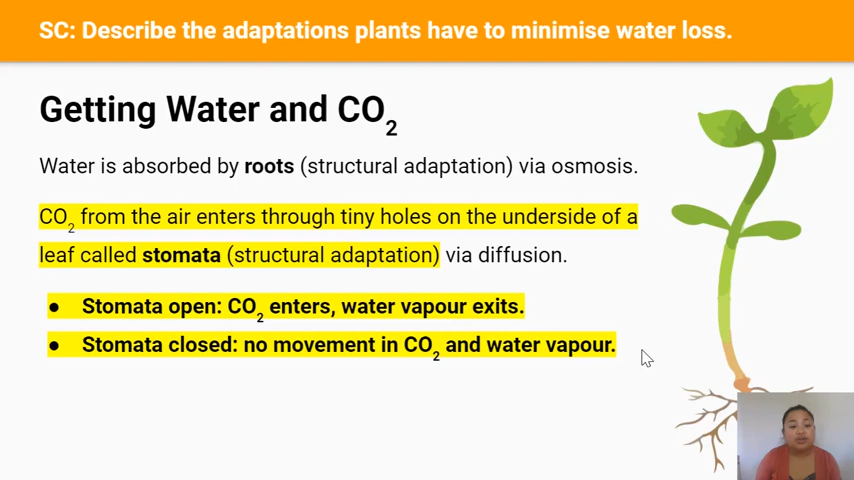 SC: Describe the adaptations plants have to minimise water loss.
Getting Water and CO₂
Water is absorbed by roots (structural adaptation) via osmosis.
CO₂ from the air enters through tiny holes on the underside of a
leaf called stomata (structural adaptation) via diffusion.
● Stomata open: CO₂ enters, water vapour exits.
● Stomata closed: no movement in CO₂ and water vapour.